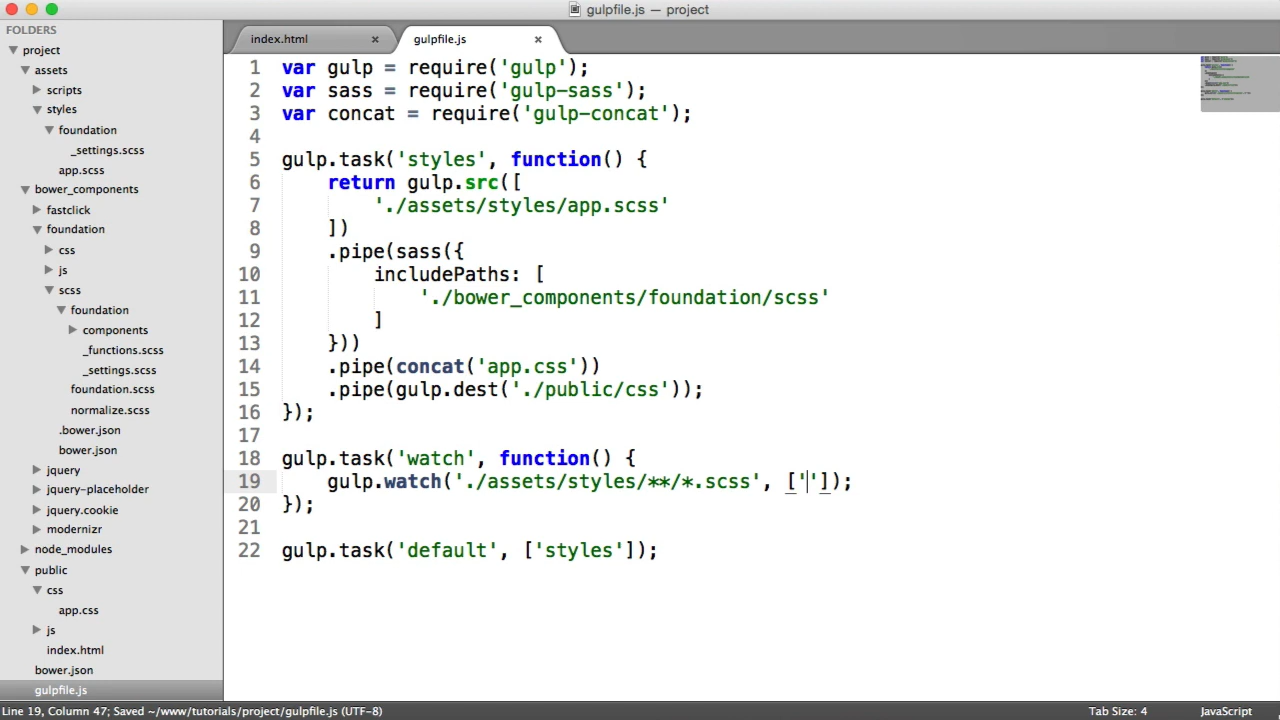 gulpfile.js — project
FOLDERS
project
assets
scripts
styles
foundation
_settings.scss
app.scss
bower_components
fastclick
foundation
css
js
scss
foundation
components
_functions.scss
_settings.scss
foundation.scss
normalize.scss
.bower.json
bower.json
jquery
jquery-placeholder
jquery.cookie
modernizr
node_modules
public
css
app.css
js
index.html
bower.json
gulpfile.js
index.html
gulpfile.js
1 var gulp = require('gulp');
2 var sass = require('gulp-sass');
3 var concat = require('gulp-concat');
4
5 gulp.task('styles', function() {
6 return gulp.src([
7 './assets/styles/app.scss'
8 ])
9 .pipe(sass({
10 includePaths: [
11 './bower_components/foundation/scss'
12 ]
13 }))
14 .pipe(concat('app.css'))
15 .pipe(gulp.dest('./public/css'));
16 });
17
18 gulp.task('watch', function() {
19 gulp.watch('./assets/styles/**/*.scss', ['']);
20 });
21
22 gulp.task('default', ['styles']);
Line 19, Column 47; Saved ~/www/tutorials/project/gulpfile.js (UTF-8)
Tab Size: 4
JavaScript